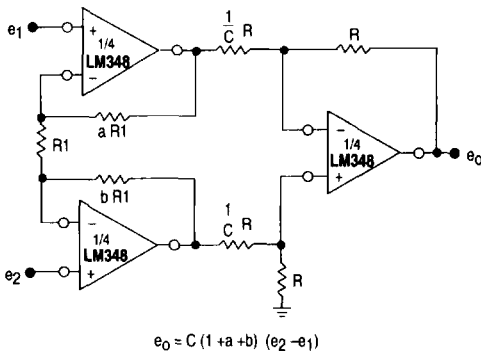 e1
+
1/4
LM348
−
1/C R
R
a R1
R1
b R1
−
1/4
LM348
+
eo
−
1/4
LM348
+
e2
1/C R
R
eo = C (1 +a +b) (e2 –e1)